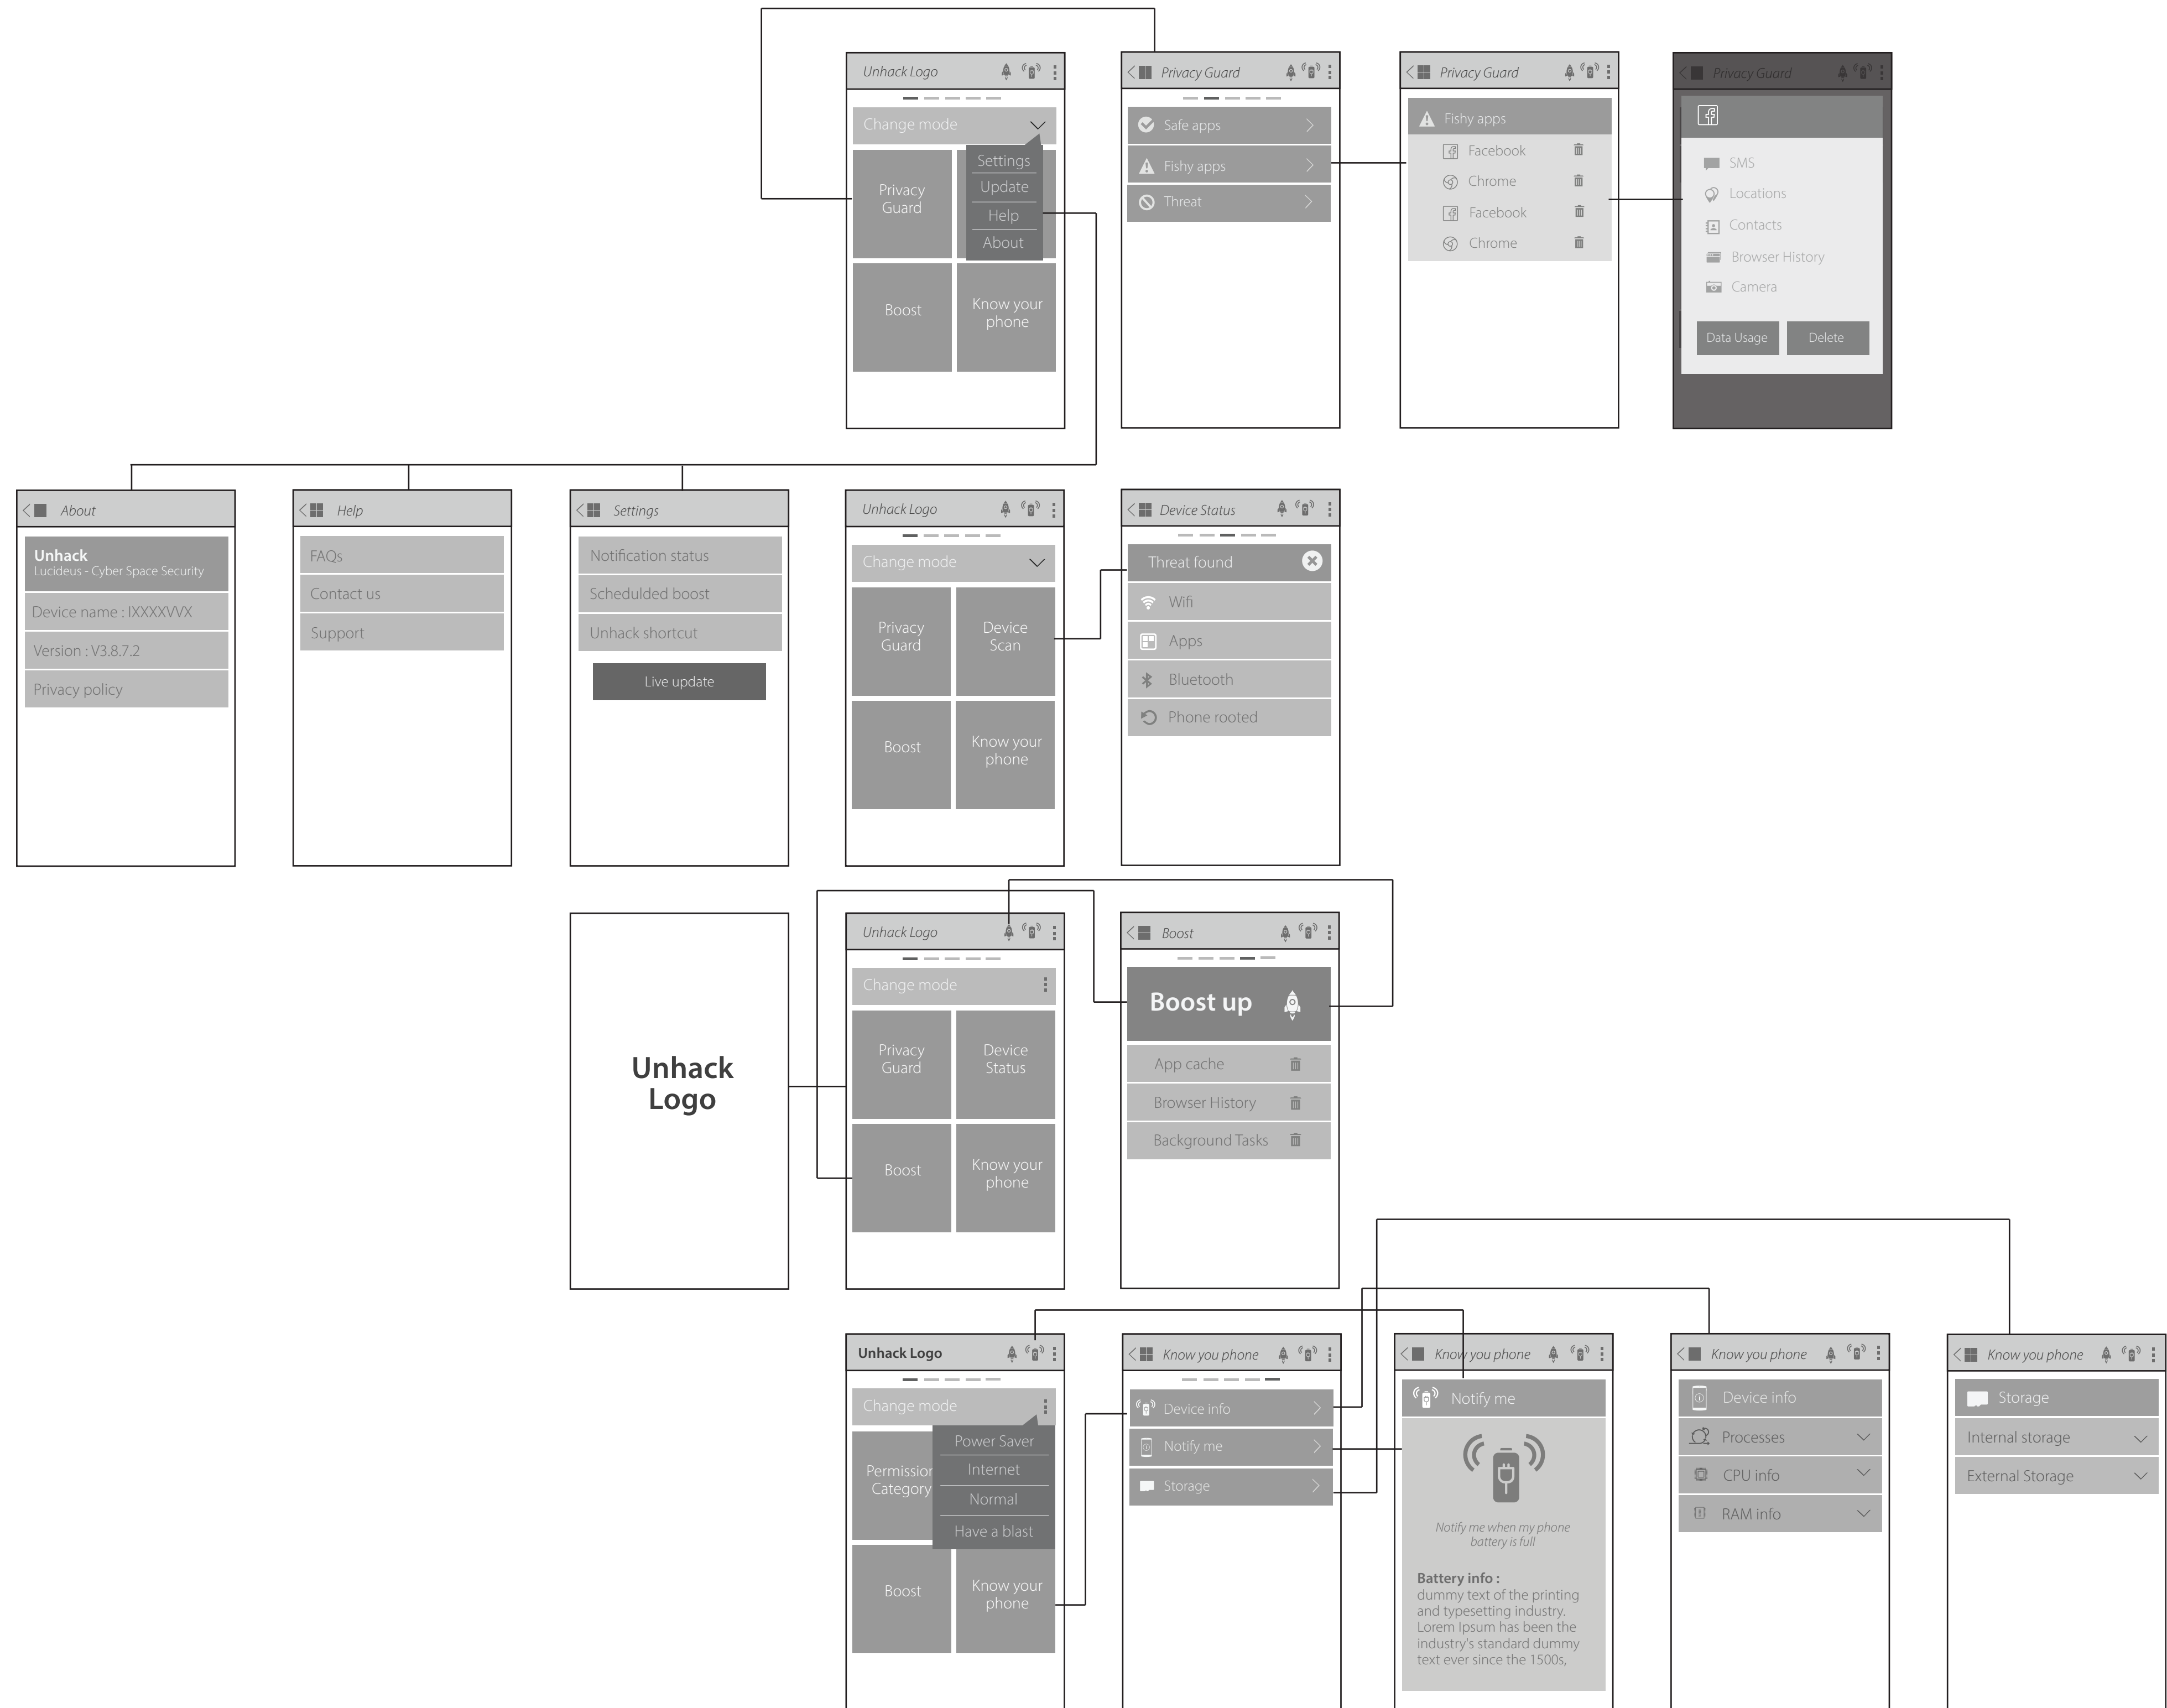 Unhack Logo
Change mode
Settings
Update
Help
About
Privacy
Guard
Boost
Know your
phone
Privacy Guard
Safe apps
Fishy apps
Threat
Privacy Guard
Fishy apps
Facebook
Chrome
Facebook
Chrome
Privacy Guard
SMS
Locations
Contacts
Browser History
Camera
Data Usage
Delete
About
Unhack
Lucideus - Cyber Space Security
Device name : IXXXXVVX
Version : V3.8.7.2
Privacy policy
Help
FAQs
Contact us
Support
Settings
Notification status
Schedulded boost
Unhack shortcut
Live update
Unhack Logo
Change mode
Privacy
Guard
Device
Scan
Boost
Know your
phone
Device Status
Threat found
Wifi
Apps
Bluetooth
Phone rooted
Unhack
Logo
Unhack Logo
Change mode
Privacy
Guard
Device
Status
Boost
Know your
phone
Boost
Boost up
App cache
Browser History
Background Tasks
Unhack Logo
Change mode
Power Saver
Internet
Normal
Have a blast
Permission
Category
Boost
Know your
phone
Know you phone
Device info
Notify me
Storage
Know you phone
Notify me
Notify me when my phone
battery is full
Battery info :
dummy text of the printing
and typesetting industry.
Lorem Ipsum has been the
industry's standard dummy
text ever since the 1500s,
Know you phone
Device info
Processes
CPU info
RAM info
Know you phone
Storage
Internal storage
External Storage